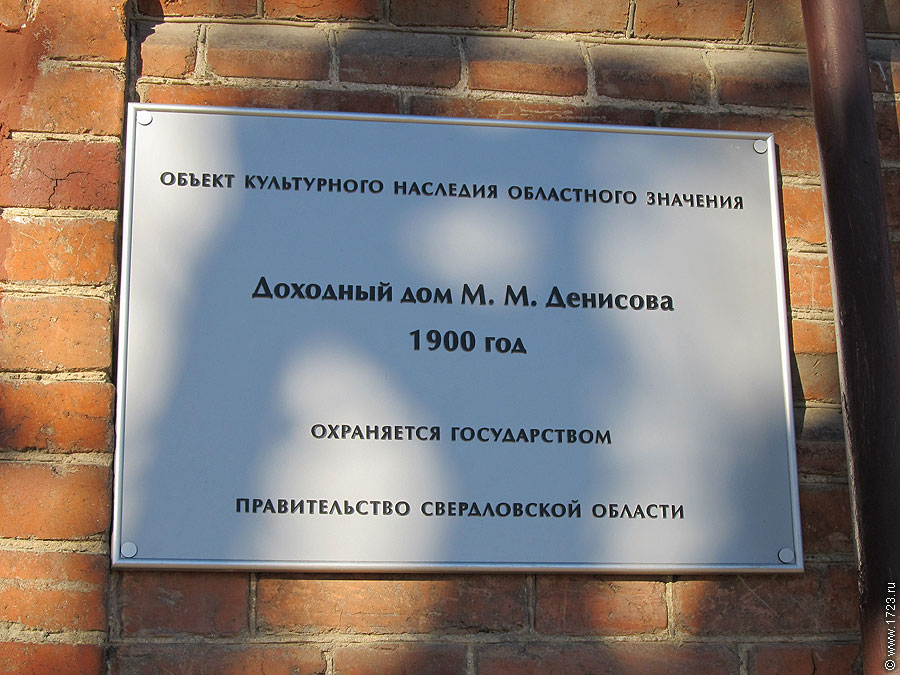 ОБЪЕКТ КУЛЬТУРНОГО НАСЛЕДИЯ ОБЛАСТНОГО ЗНАЧЕНИЯ
Доходный дом М. М. Денисова
1900 год
ОХРАНЯЕТСЯ ГОСУДАРСТВОМ
ПРАВИТЕЛЬСТВО СВЕРДЛОВСКОЙ ОБЛАСТИ
© www.1723.ru